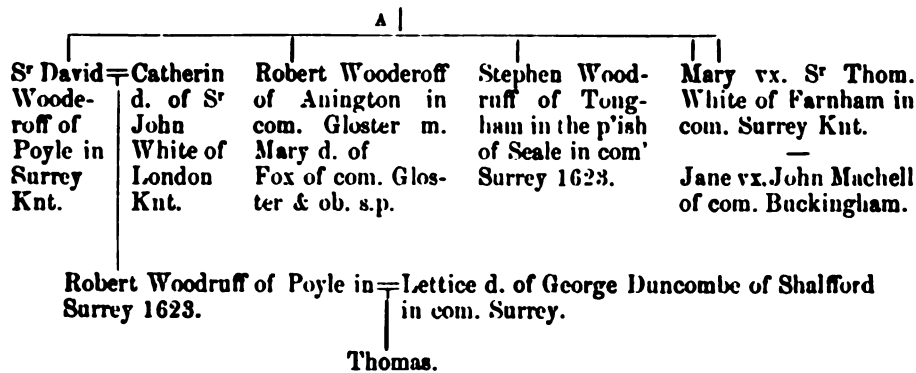 A
Sr David
Woode-
roff of
Poyle in
Surrey
Knt.
Catherin
d. of Sr
John
White of
London
Knt.
Robert Wooderoff
of Anington in
com. Gloster m.
Mary d. of
Fox of com. Glos-
ter & ob. s.p.
Stephen Wood-
ruff of Tong-
ham in the p'ish
of Seale in com'
Surrey 1623.
Mary vx. Sr Thom.
White of Farnham in
com. Surrey Knt.
—
Jane vx. John Machell
of com. Buckingham.
Robert Woodruff of Poyle in
Surrey 1623.
Lettice d. of George Duncombe of Shalfford
in com. Surrey.
Thomas.